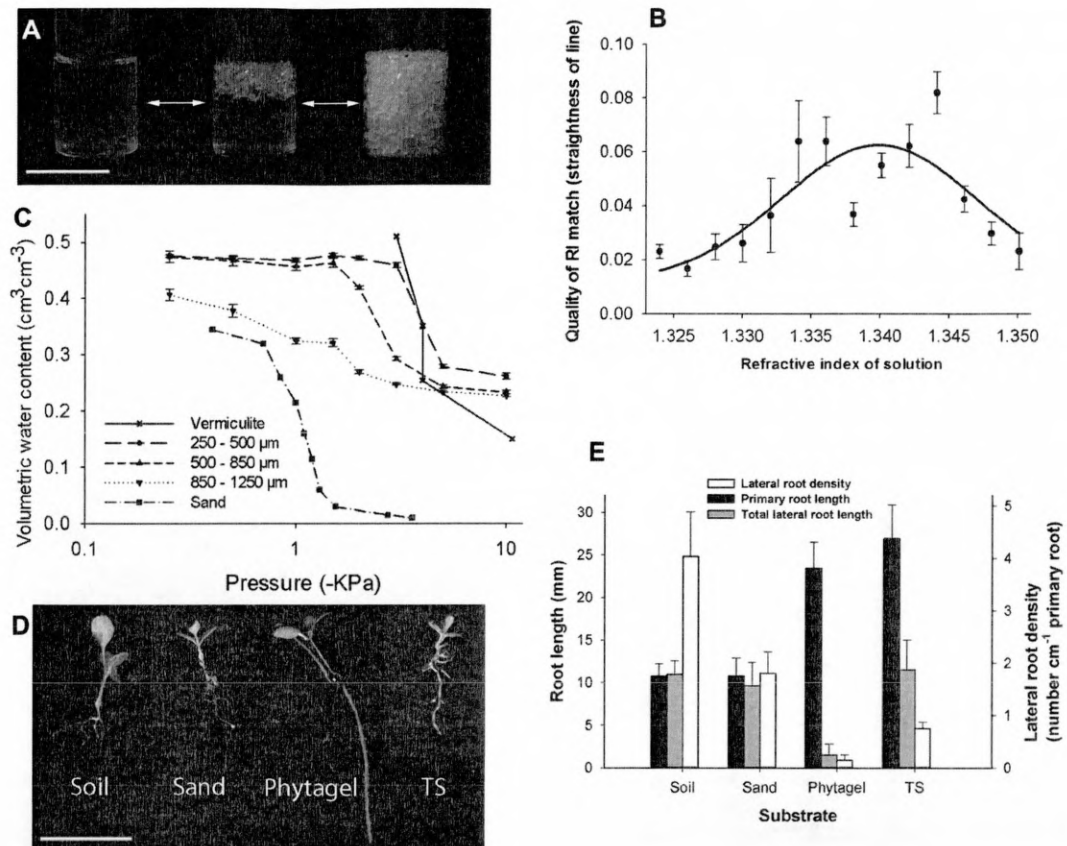 A
B
Quality of RI match (straightness of line)
0.10
0.08
0.06
0.04
0.02
0.00
1.325 1.330 1.335 1.340 1.345 1.350
Refractive index of solution
C
Volumetric water content (cm³cm⁻³)
0.5
0.4
0.3
0.2
0.1
0.0
Vermiculite
250 - 500 µm
500 - 850 µm
850 - 1250 µm
Sand
0.1 1 10
Pressure (-KPa)
D
Soil Sand Phytagel TS
E
Lateral root density
Primary root length
Total lateral root length
Root length (mm)
30
25
20
15
10
5
0
5
4
3
2
1
0
Lateral root density
(number cm⁻¹ primary root)
Soil Sand Phytagel TS
Substrate